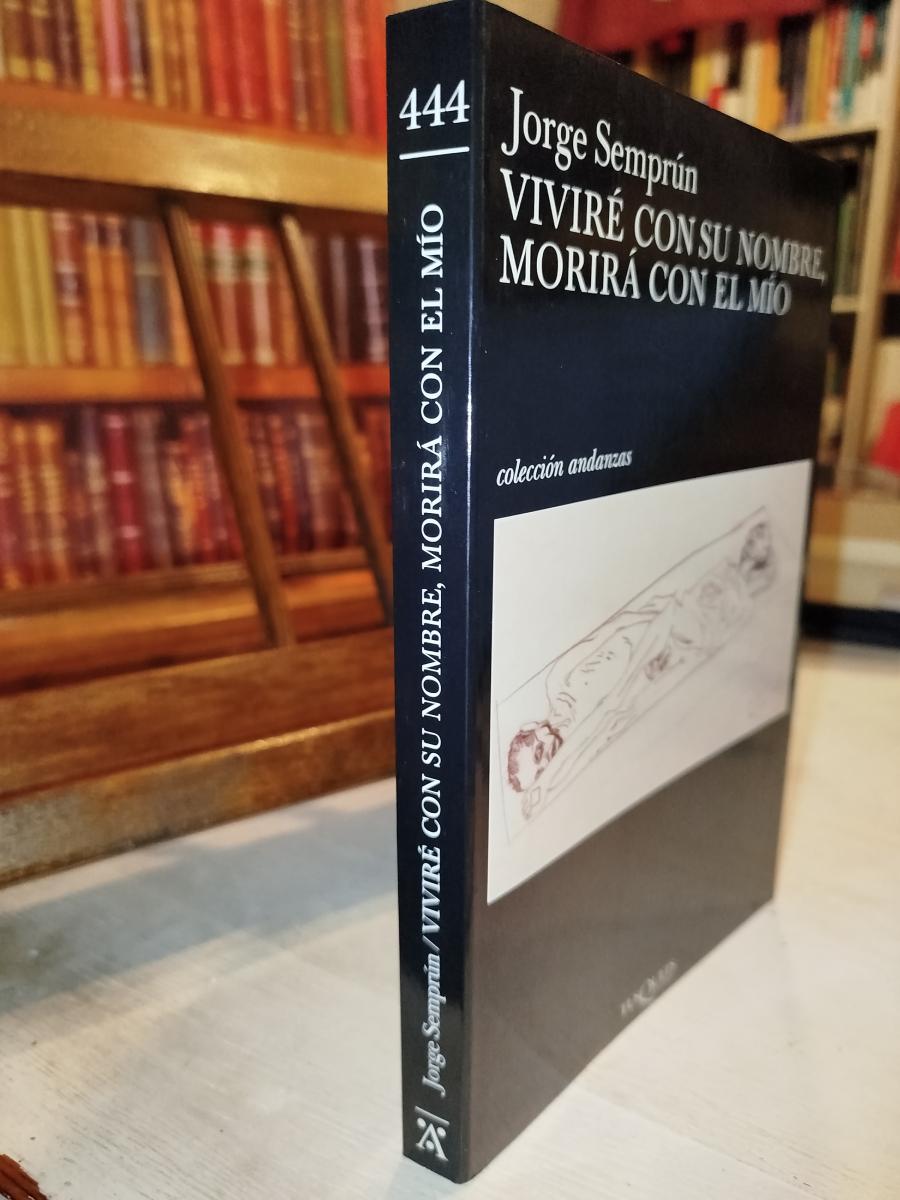 444
Jorge Semprún / VIVIRÉ CON SU NOMBRE, MORIRÁ CON EL MÍO
Jorge Semprún
VIVIRÉ CON SU NOMBRE,
MORIRÁ CON EL MÍO
colección andanzas
TUSQUETS